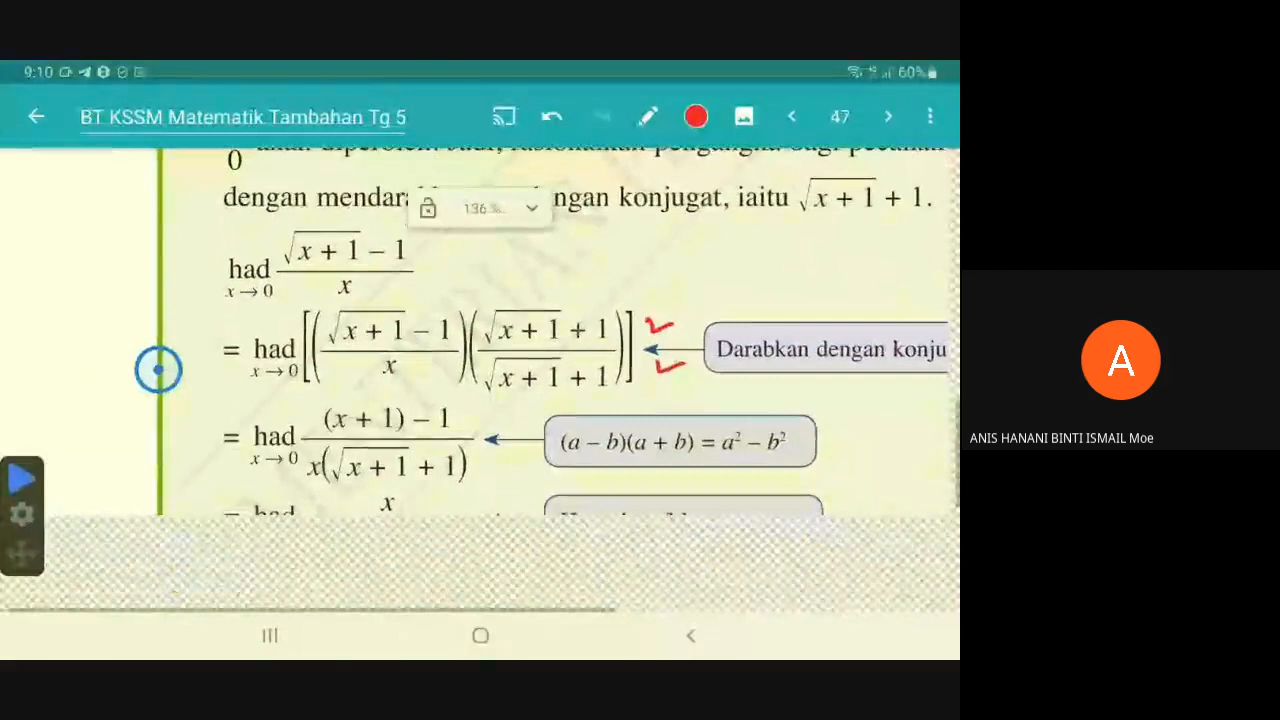 9:10 60%
BT KSSM Matematik Tambahan Tg 5 47
0
dengan konjugat, iaitu √(x + 1) + 1.
136 %
had x → 0 (√(x + 1) − 1) / x
= had x → 0 [((√(x + 1) − 1) / x)((√(x + 1) + 1) / (√(x + 1) + 1))] Darabkan dengan konju
= had x → 0 ((x + 1) − 1) / (x(√(x + 1) + 1)) (a − b)(a + b) = a² − b²
= had x
A
ANIS HANANI BINTI ISMAIL Moe